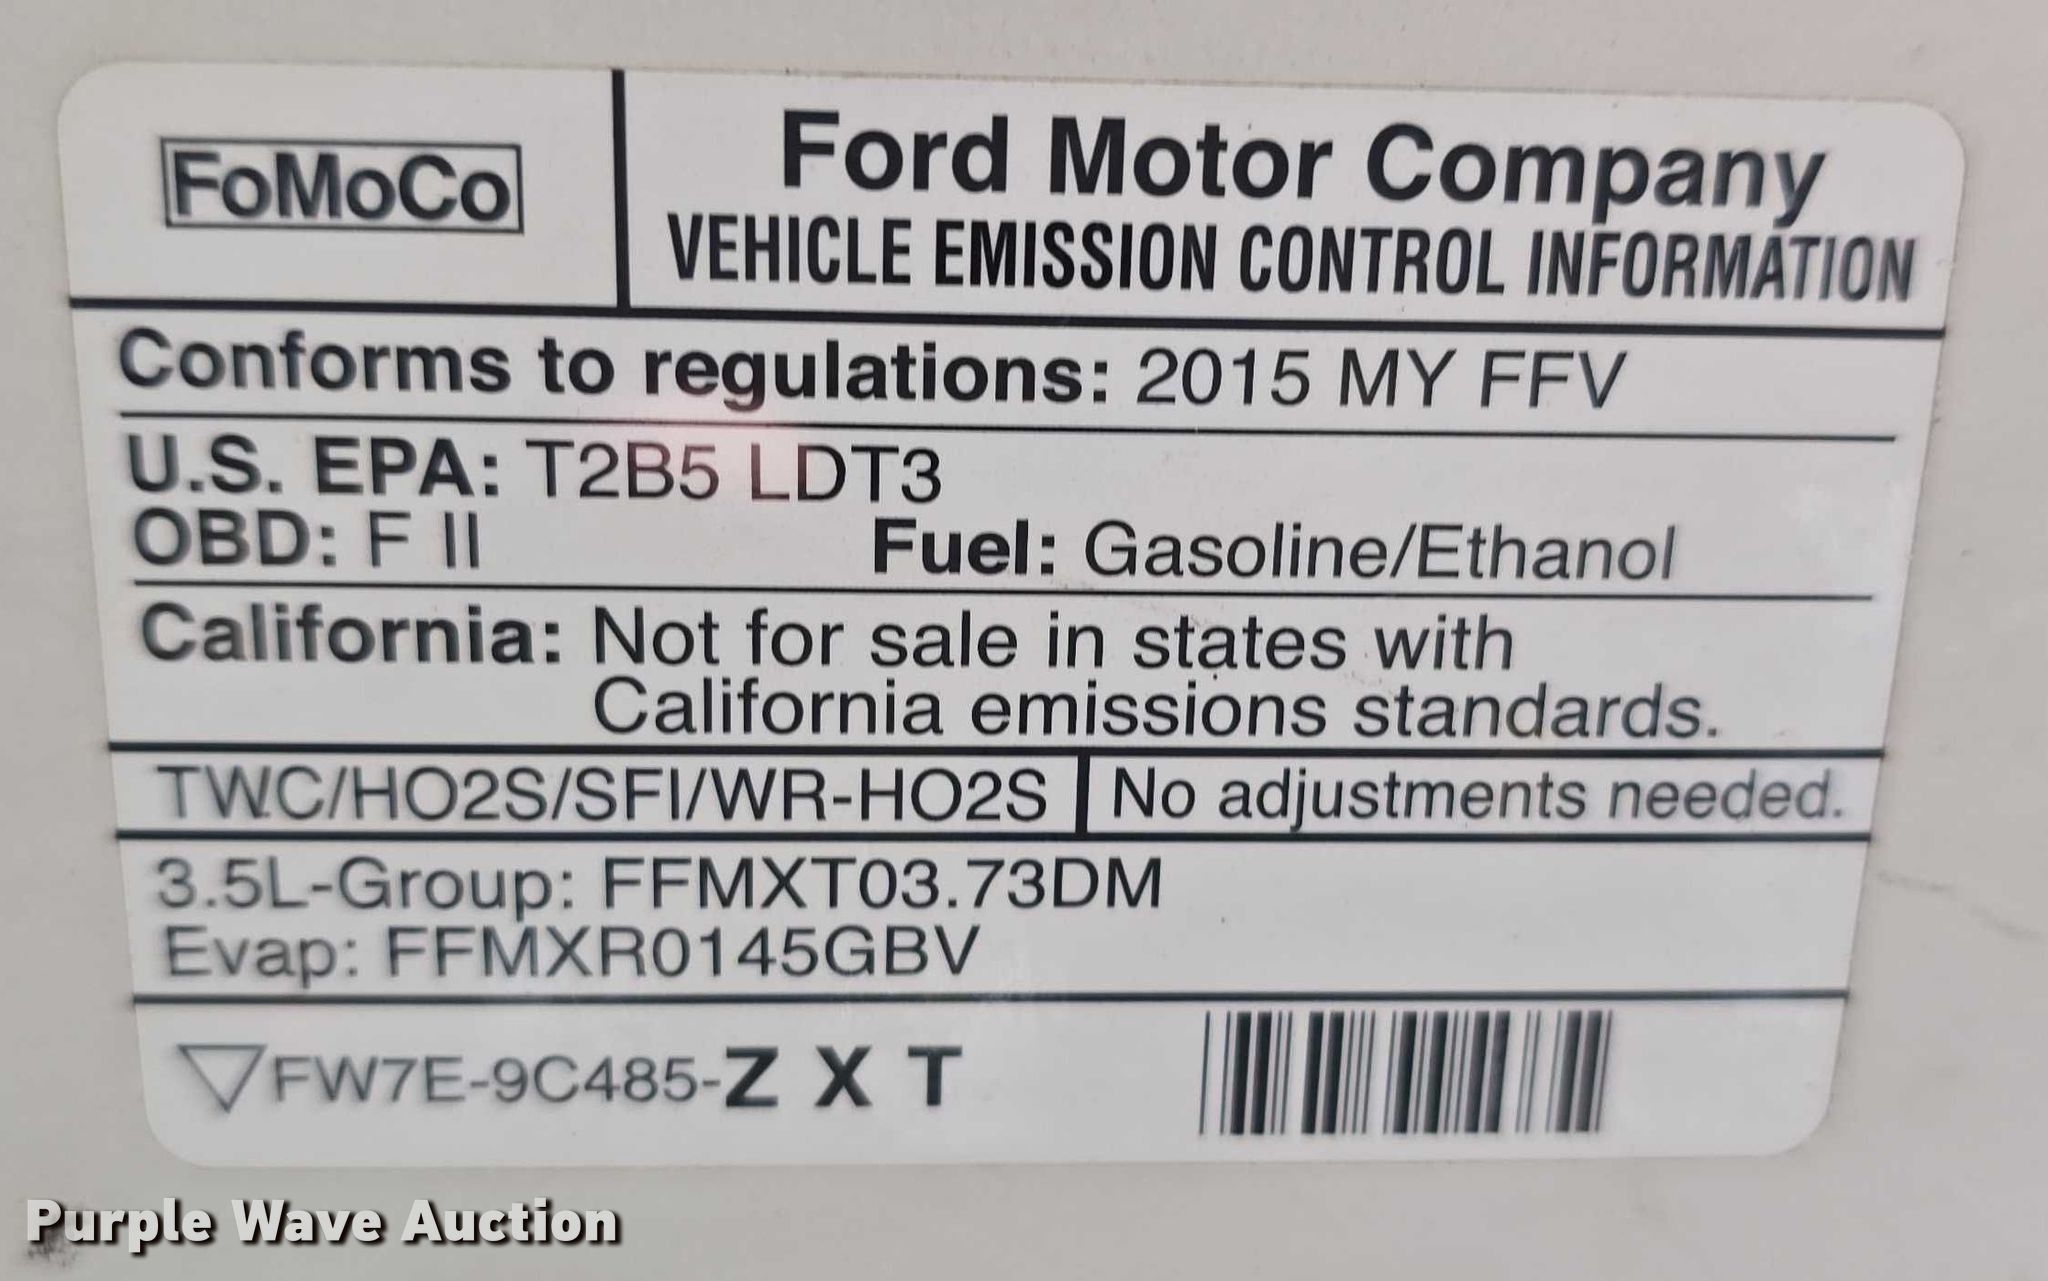 FoMoCo
Ford Motor Company
VEHICLE EMISSION CONTROL INFORMATION
Conforms to regulations: 2015 MY FFV
U.S. EPA: T2B5 LDT3
OBD: F II Fuel: Gasoline/Ethanol
California: Not for sale in states with
California emissions standards.
TWC/HO2S/SFI/WR-HO2S No adjustments needed.
3.5L-Group: FFMXT03.73DM
Evap: FFMXR0145GBV
FW7E-9C485-Z X T
Purple Wave Auction